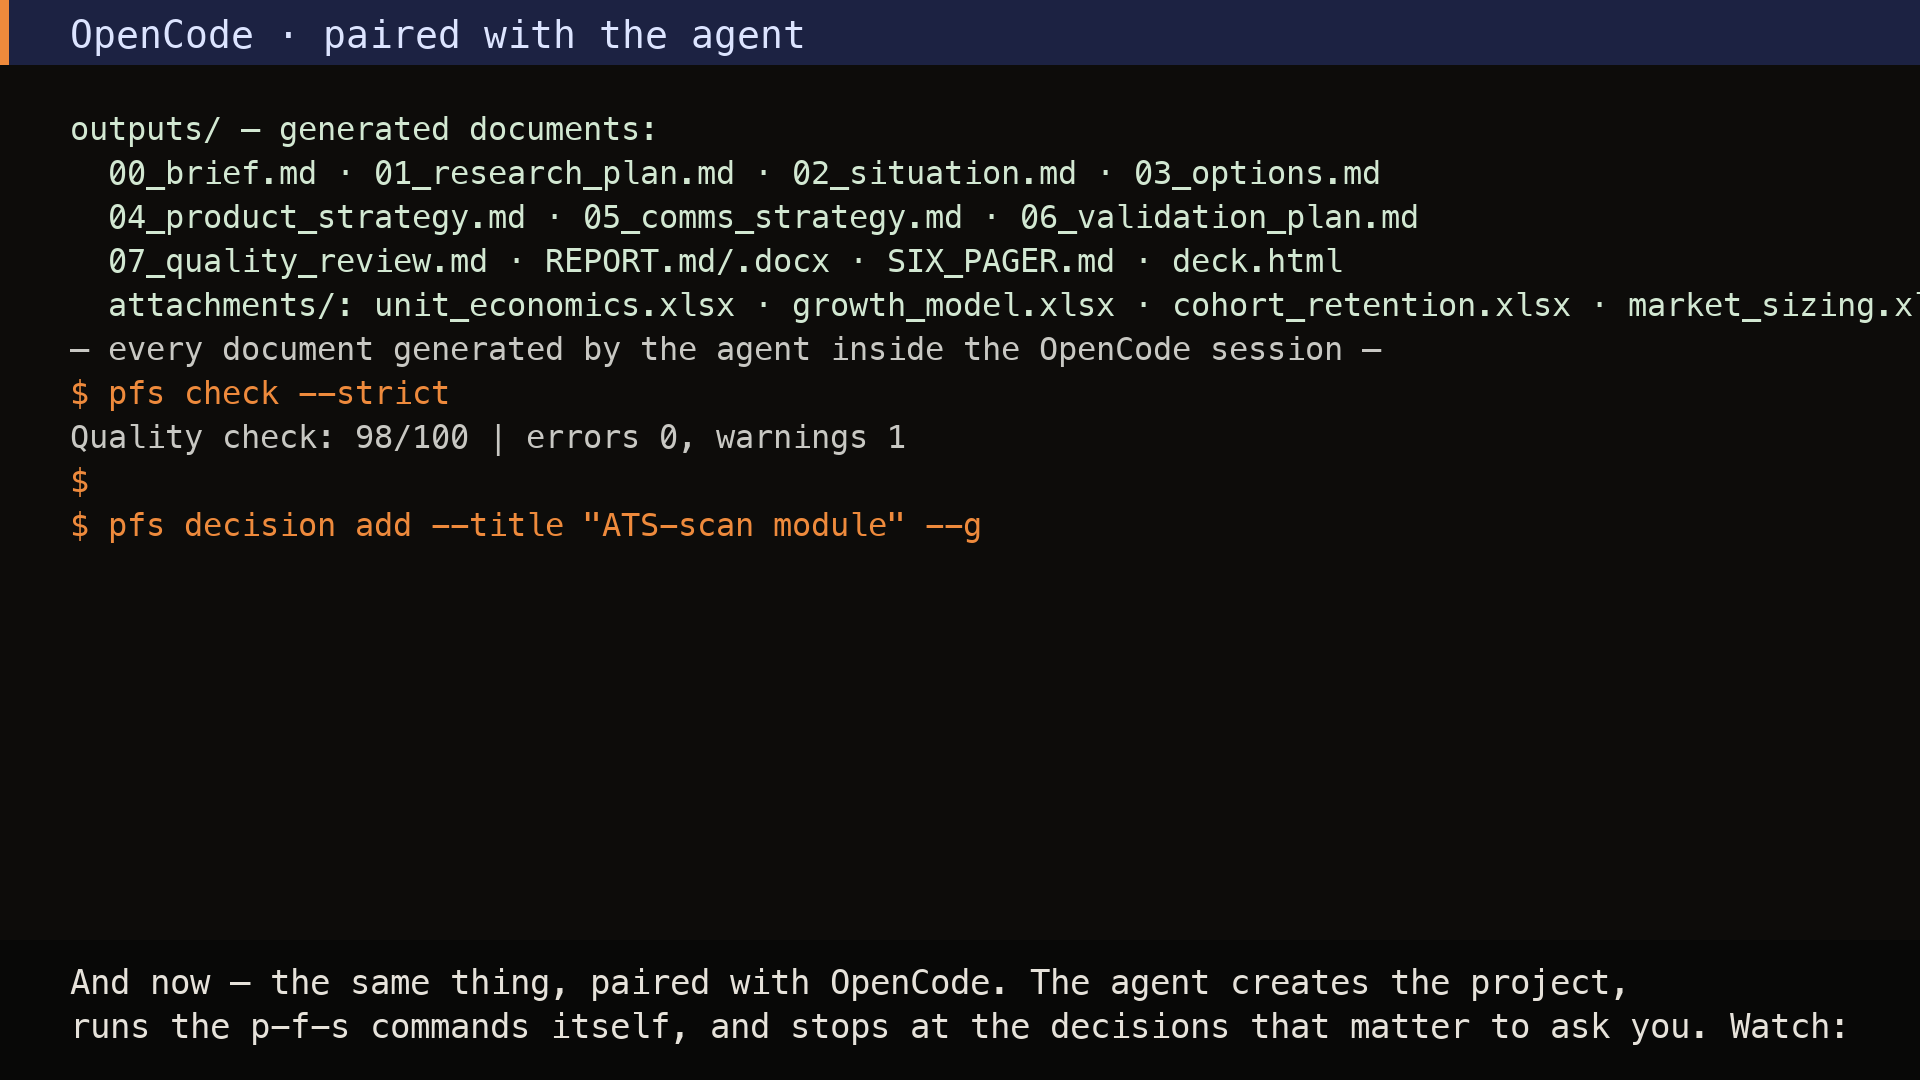 OpenCode · paired with the agent
outputs/ — generated documents:
00_brief.md · 01_research_plan.md · 02_situation.md · 03_options.md
04_product_strategy.md · 05_comms_strategy.md · 06_validation_plan.md
07_quality_review.md · REPORT.md/.docx · SIX_PAGER.md · deck.html
attachments/: unit_economics.xlsx · growth_model.xlsx · cohort_retention.xlsx · market_sizing.xl
— every document generated by the agent inside the OpenCode session —
$ pfs check --strict
Quality check: 98/100 | errors 0, warnings 1
$
$ pfs decision add --title "ATS-scan module" --g
And now — the same thing, paired with OpenCode. The agent creates the project,
runs the p-f-s commands itself, and stops at the decisions that matter to ask you. Watch: